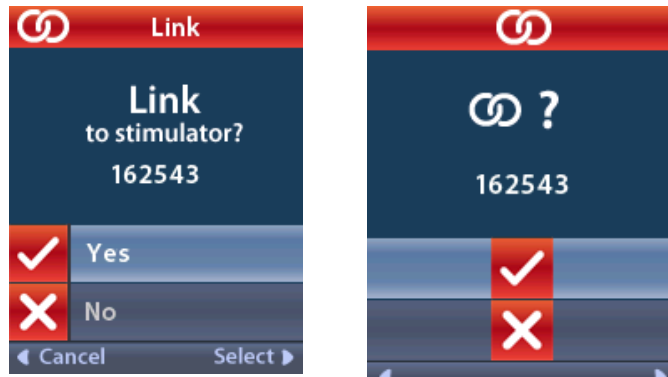 Link
Link
to stimulator?
162543
Yes
No
Cancel Select
?
162543